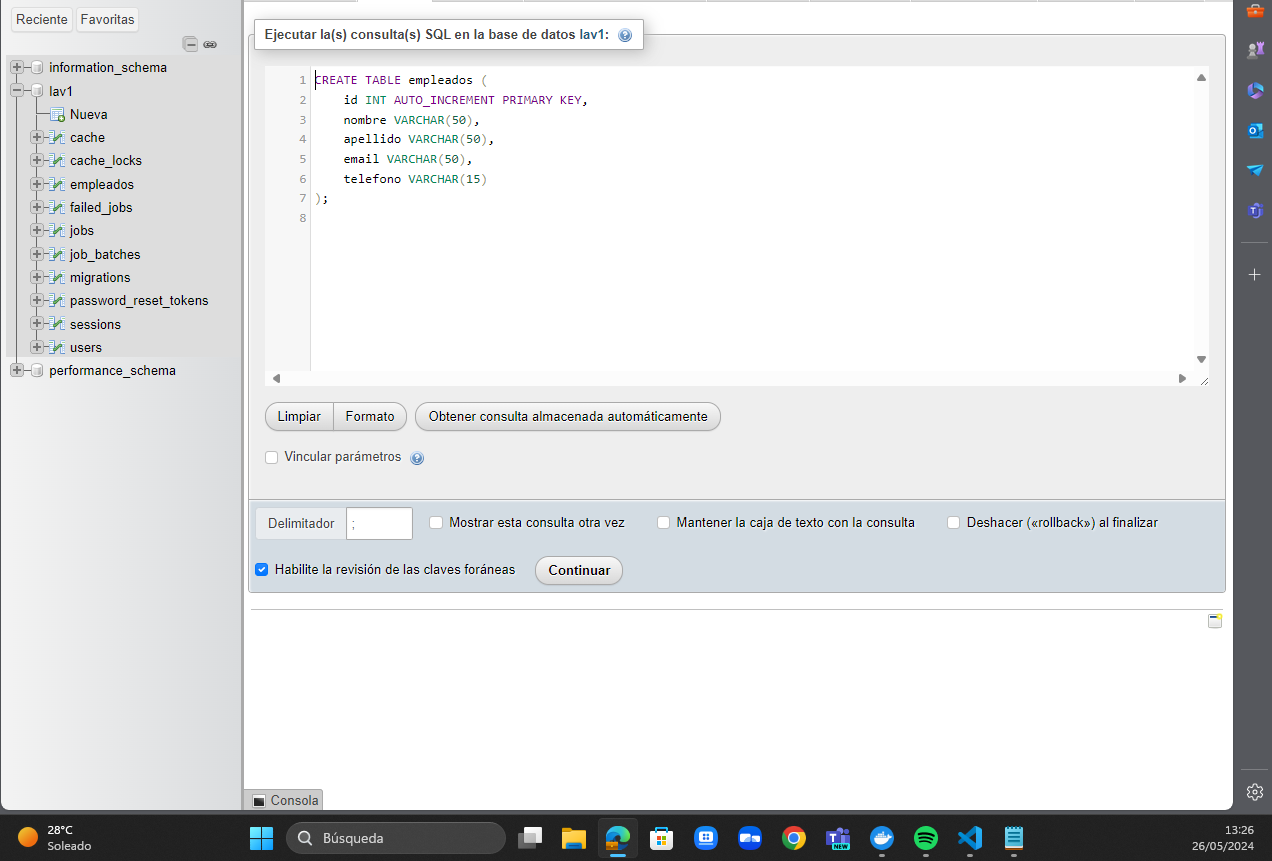 Reciente Favoritas
information_schema
lav1
Nueva
cache
cache_locks
empleados
failed_jobs
jobs
job_batches
migrations
password_reset_tokens
sessions
users
performance_schema
Ejecutar la(s) consulta(s) SQL en la base de datos lav1:
1 CREATE TABLE empleados (
2 id INT AUTO_INCREMENT PRIMARY KEY,
3 nombre VARCHAR(50),
4 apellido VARCHAR(50),
5 email VARCHAR(50),
6 telefono VARCHAR(15)
7 );
8
Limpiar Formato Obtener consulta almacenada automáticamente
Vincular parámetros
Delimitador ; Mostrar esta consulta otra vez Mantener la caja de texto con la consulta Deshacer («rollback») al finalizar
Habilite la revisión de las claves foráneas Continuar
Consola
28°C
Soleado
Búsqueda
NEW
13:26
26/05/2024